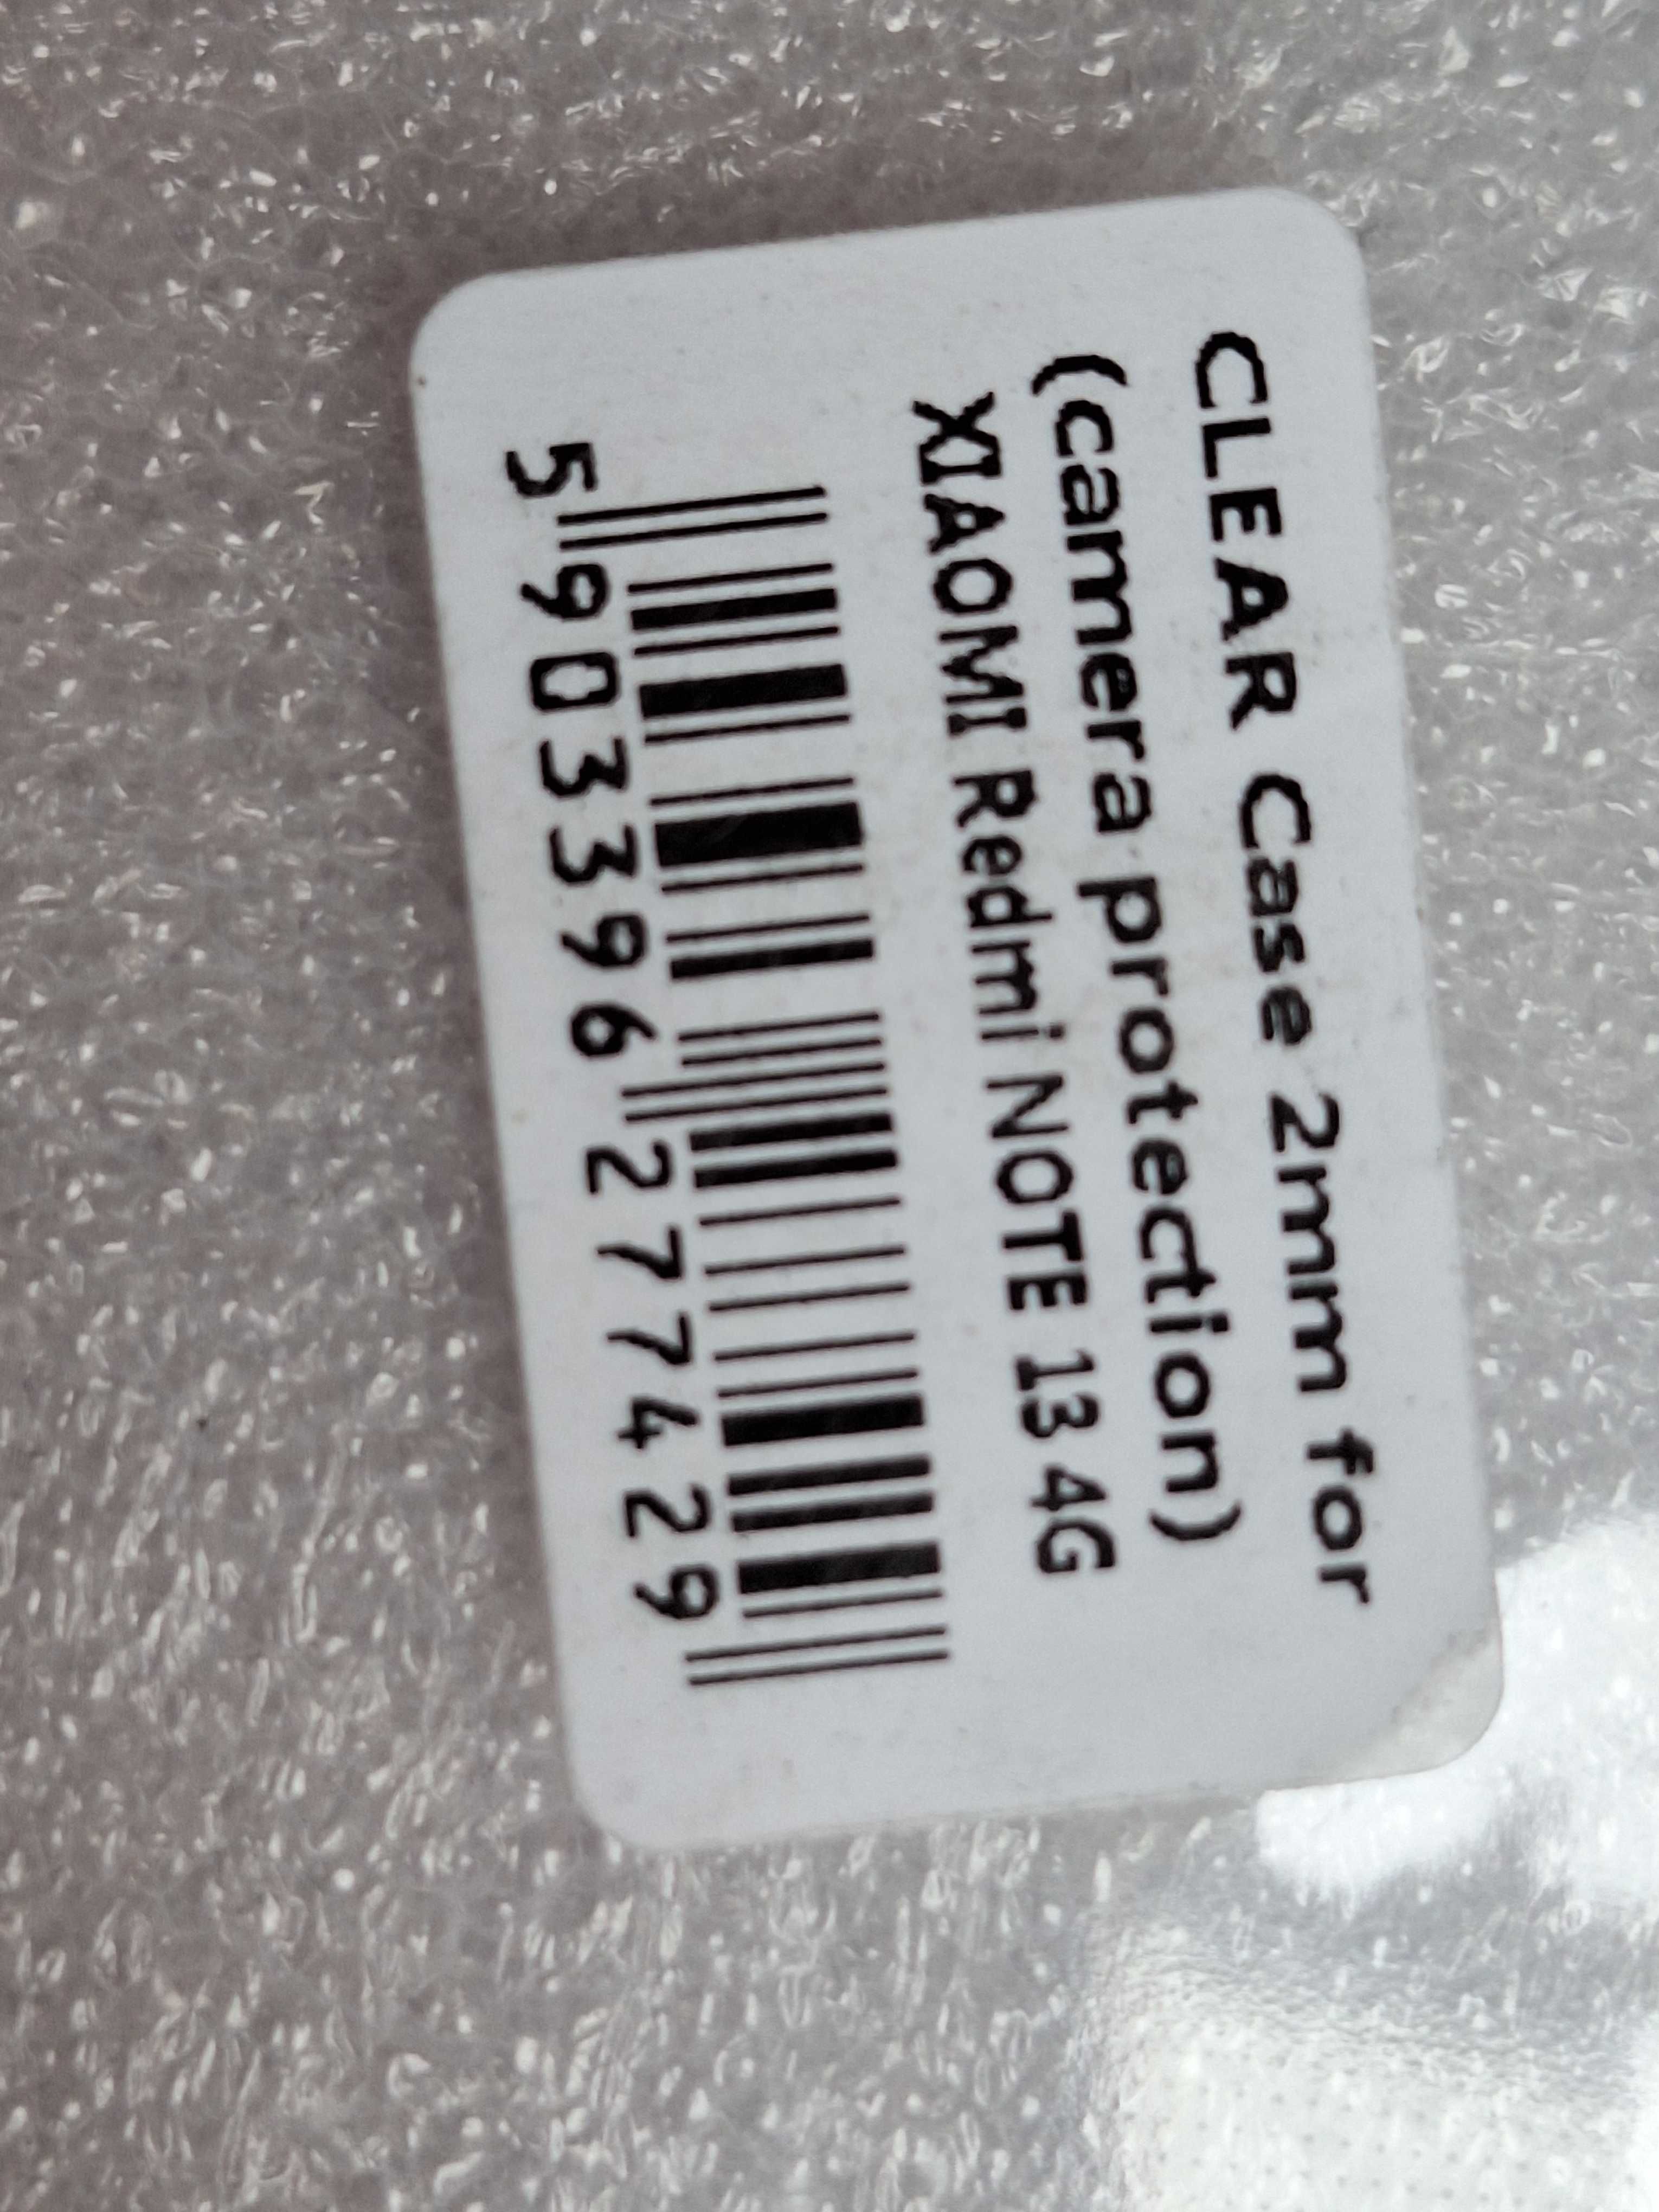 CLEAR Case 2mm for
(camera protection)
XIAOMI Redmi NOTE 13 4G
5 903396 277429